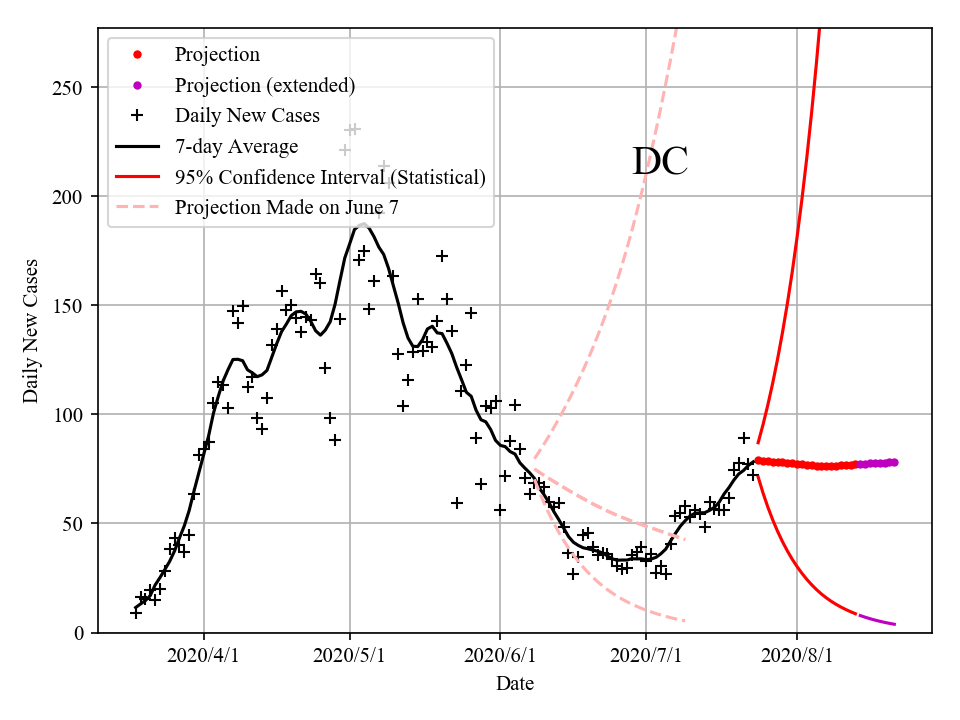 Projection
Projection (extended)
Daily New Cases
7-day Average
95% Confidence Interval (Statistical)
Projection Made on June 7
DC
250
200
150
100
50
0
Daily New Cases
2020/4/1 2020/5/1 2020/6/1 2020/7/1 2020/8/1
Date